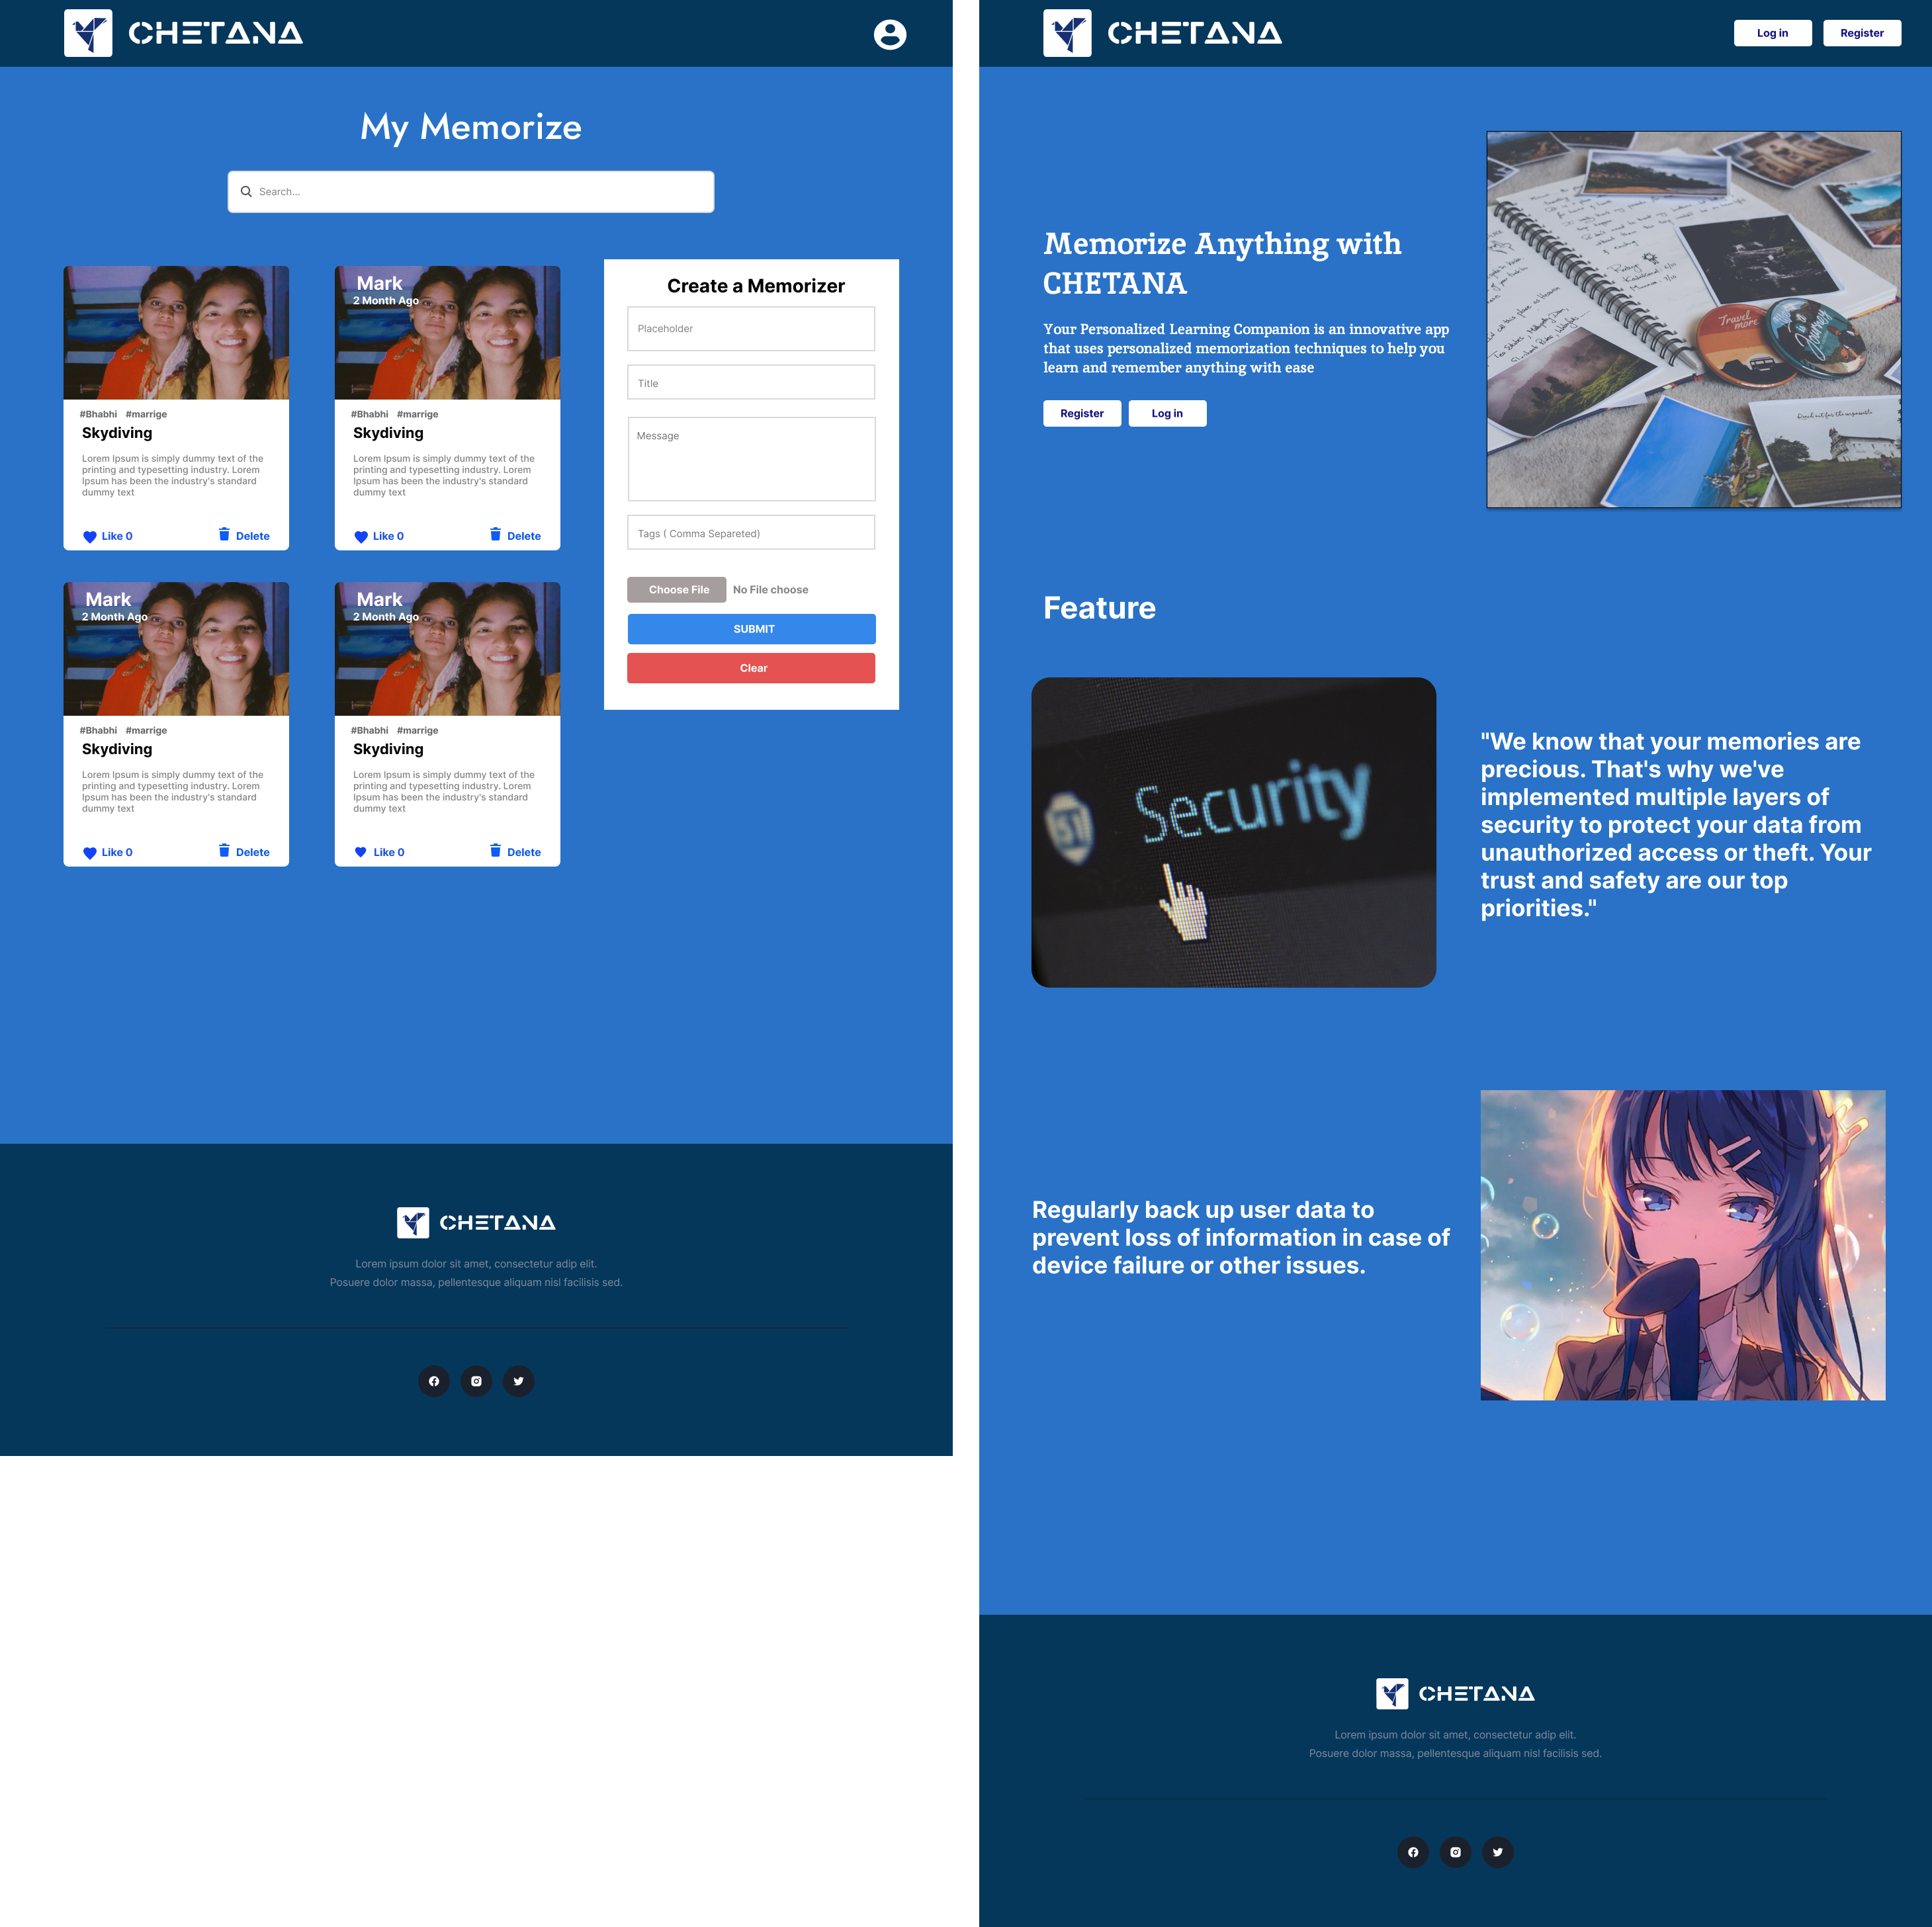 CHETANA
My Memorize
Search...
#Bhabhi #marrige
Skydiving
Lorem Ipsum is simply dummy text of the
printing and typesetting industry. Lorem
Ipsum has been the industry's standard
dummy text
Like 0 Delete
Mark
2 Month Ago
#Bhabhi #marrige
Skydiving
Lorem Ipsum is simply dummy text of the
printing and typesetting industry. Lorem
Ipsum has been the industry's standard
dummy text
Like 0 Delete
Mark
2 Month Ago
#Bhabhi #marrige
Skydiving
Lorem Ipsum is simply dummy text of the
printing and typesetting industry. Lorem
Ipsum has been the industry's standard
dummy text
Like 0 Delete
Mark
2 Month Ago
#Bhabhi #marrige
Skydiving
Lorem Ipsum is simply dummy text of the
printing and typesetting industry. Lorem
Ipsum has been the industry's standard
dummy text
Like 0 Delete
Create a Memorizer
Placeholder
Title
Message
Tags ( Comma Separeted)
Choose File No File choose
SUBMIT
Clear
CHETANA
Lorem ipsum dolor sit amet, consectetur adip elit.
Posuere dolor massa, pellentesque aliquam nisl facilisis sed.
CHETANA
Log in Register
Memorize Anything with
CHETANA
Your Personalized Learning Companion is an innovative app
that uses personalized memorization techniques to help you
learn and remember anything with ease
Register Log in
Travel
more
Journey
Feature
Security
"We know that your memories are
precious. That's why we've
implemented multiple layers of
security to protect your data from
unauthorized access or theft. Your
trust and safety are our top
priorities."
Regularly back up user data to
prevent loss of information in case of
device failure or other issues.
CHETANA
Lorem ipsum dolor sit amet, consectetur adip elit.
Posuere dolor massa, pellentesque aliquam nisl facilisis sed.